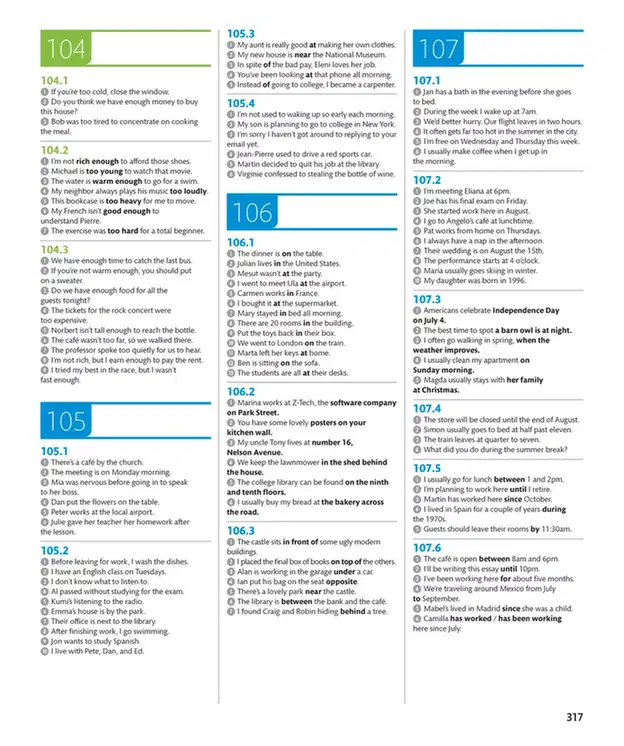 104
104.1
1 If you're too cold, close the window.
2 Do you think we have enough money to buy
this house?
3 Bob was too tired to concentrate on cooking
the meal.
104.2
1 I'm not rich enough to afford those shoes.
2 Michael is too young to watch that movie.
3 The water is warm enough to go for a swim.
4 My neighbor always plays his music too loudly.
5 This bookcase is too heavy for me to move.
6 My French isn't good enough to
understand Pierre.
7 The exercise was too hard for a total beginner.
104.3
1 We have enough time to catch the last bus.
2 If you're not warm enough, you should put
on a sweater.
3 Do we have enough food for all the
guests tonight?
4 The tickets for the rock concert were
too expensive.
5 Norbert isn't tall enough to reach the bottle.
6 The café wasn't too far, so we walked there.
7 The professor spoke too quietly for us to hear.
8 I'm not rich, but I earn enough to pay the rent.
9 I tried my best in the race, but I wasn't
fast enough.
105
105.1
1 There's a café by the church.
2 The meeting is on Monday morning.
3 Mia was nervous before going in to speak
to her boss.
4 Dan put the flowers on the table.
5 Peter works at the local airport.
6 Julie gave her teacher her homework after
the lesson.
105.2
1 Before leaving for work, I wash the dishes.
2 I have an English class on Tuesdays.
3 I don't know what to listen to.
4 Al passed without studying for the exam.
5 Kumi's listening to the radio.
6 Emma's house is by the park.
7 Their office is next to the library.
8 After finishing work, I go swimming.
9 Jon wants to study Spanish.
10 I live with Pete, Dan, and Ed.
105.3
1 My aunt is really good at making her own clothes.
2 My new house is near the National Museum.
3 In spite of the bad pay, Eleni loves her job.
4 You've been looking at that phone all morning.
5 Instead of going to college, I became a carpenter.
105.4
1 I'm not used to waking up so early each morning.
2 My son is planning to go to college in New York.
3 I'm sorry I haven't got around to replying to your
email yet.
4 Jean-Pierre used to drive a red sports car.
5 Martin decided to quit his job at the library.
6 Virginie confessed to stealing the bottle of wine.
106
106.1
1 The dinner is on the table.
2 Julian lives in the United States.
3 Mesut wasn't at the party.
4 I went to meet Ula at the airport.
5 Carmen works in France.
6 I bought it at the supermarket.
7 Mary stayed in bed all morning.
8 There are 20 rooms in the building.
9 Put the toys back in their box.
10 We went to London on the train.
11 Marta left her keys at home.
12 Ben is sitting on the sofa.
13 The students are all at their desks.
106.2
1 Marina works at Z-Tech, the software company
on Park Street.
2 You have some lovely posters on your
kitchen wall.
3 My uncle Tony lives at number 16,
Nelson Avenue.
4 We keep the lawnmower in the shed behind
the house.
5 The college library can be found on the ninth
and tenth floors.
6 I usually buy my bread at the bakery across
the road.
106.3
1 The castle sits in front of some ugly modern
buildings.
2 I placed the final box of books on top of the others.
3 Alan is working in the garage under a car.
4 Ian put his bag on the seat opposite.
5 There's a lovely park near the castle.
6 The library is between the bank and the café.
7 I found Craig and Robin hiding behind a tree.
107
107.1
1 Jan has a bath in the evening before she goes
to bed.
2 During the week I wake up at 7am.
3 We'd better hurry. Our flight leaves in two hours.
4 It often gets far too hot in the summer in the city.
5 I'm free on Wednesday and Thursday this week.
6 I usually make coffee when I get up in
the morning.
107.2
1 I'm meeting Eliana at 6pm.
2 Joe has his final exam on Friday.
3 She started work here in August.
4 I go to Angelo's café at lunchtime.
5 Pat works from home on Thursdays.
6 I always have a nap in the afternoon.
7 Their wedding is on August the 15th.
8 The performance starts at 4 o'clock.
9 Maria usually goes skiing in winter.
10 My daughter was born in 1996.
107.3
1 Americans celebrate Independence Day
on July 4.
2 The best time to spot a barn owl is at night.
3 I often go walking in spring, when the
weather improves.
4 I usually clean my apartment on
Sunday morning.
5 Magda usually stays with her family
at Christmas.
107.4
1 The store will be closed until the end of August.
2 Simon usually goes to bed at half past eleven.
3 The train leaves at quarter to seven.
4 What did you do during the summer break?
107.5
1 I usually go for lunch between 1 and 2pm.
2 I'm planning to work here until I retire.
3 Martin has worked here since October.
4 I lived in Spain for a couple of years during
the 1970s.
5 Guests should leave their rooms by 11:30am.
107.6
1 The café is open between 8am and 6pm.
2 I'll be writing this essay until 10pm.
3 I've been working here for about five months.
4 We're traveling around Mexico from July
to September.
5 Mabel's lived in Madrid since she was a child.
6 Camilla has worked / has been working
here since July.
317